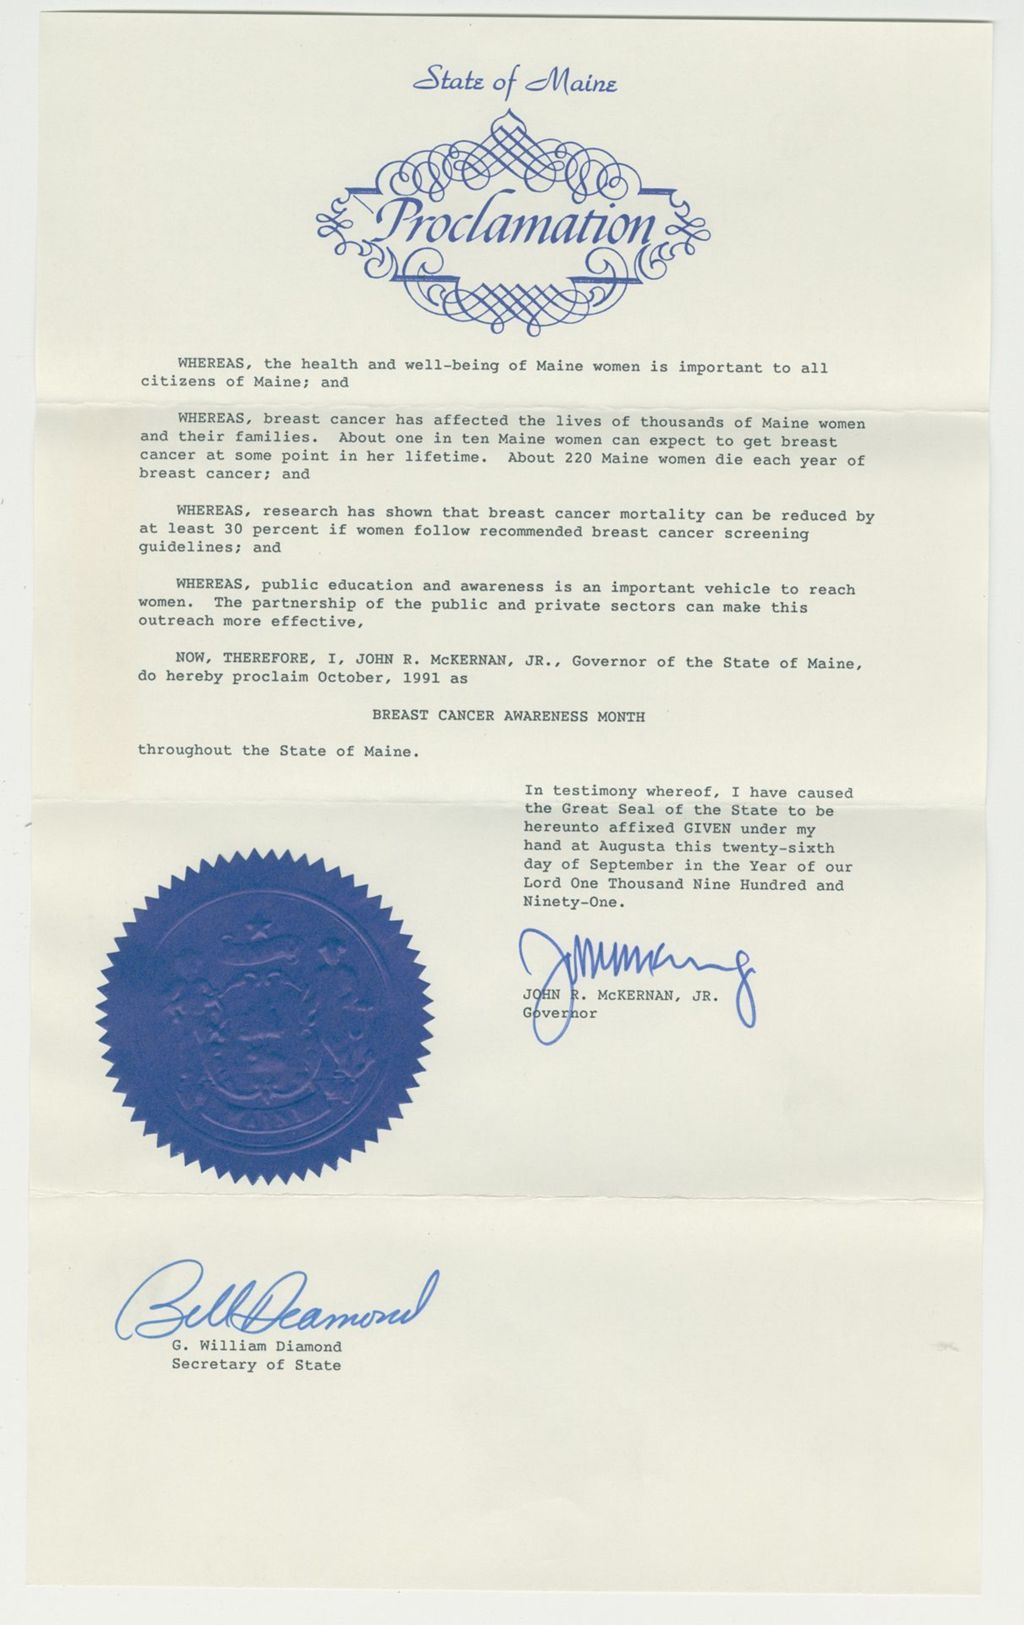 State of Maine
Proclamation
WHEREAS, the health and well-being of Maine women is important to all
citizens of Maine; and
WHEREAS, breast cancer has affected the lives of thousands of Maine women
and their families. About one in ten Maine women can expect to get breast
cancer at some point in her lifetime. About 220 Maine women die each year of
breast cancer; and
WHEREAS, research has shown that breast cancer mortality can be reduced by
at least 30 percent if women follow recommended breast cancer screening
guidelines; and
WHEREAS, public education and awareness is an important vehicle to reach
women. The partnership of the public and private sectors can make this
outreach more effective,
NOW, THEREFORE, I, JOHN R. McKERNAN, JR., Governor of the State of Maine,
do hereby proclaim October, 1991 as
BREAST CANCER AWARENESS MONTH
throughout the State of Maine.
In testimony whereof, I have caused
the Great Seal of the State to be
hereunto affixed GIVEN under my
hand at Augusta this twenty-sixth
day of September in the Year of our
Lord One Thousand Nine Hundred and
Ninety-One.
JOHN R. McKERNAN, JR.
Governor
MAINE
Bill Diamond
G. William Diamond
Secretary of State